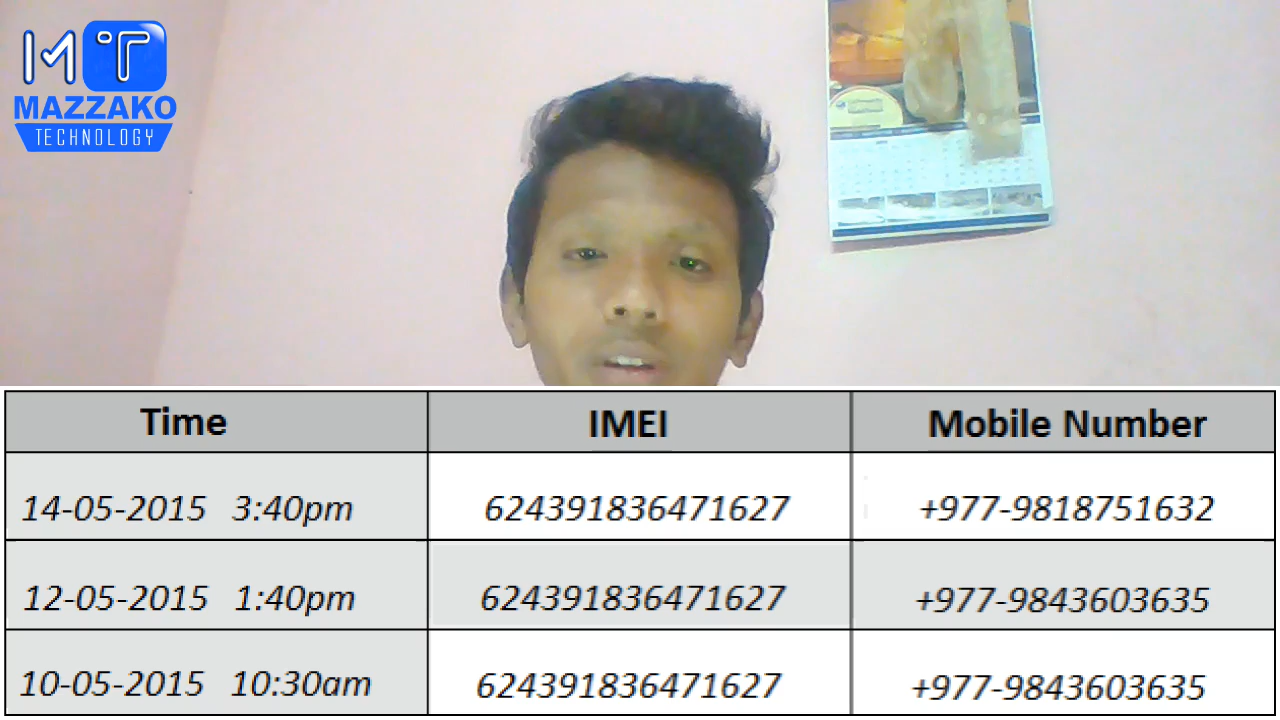 MT
MAZZAKO
TECHNOLOGY
Time IMEI Mobile Number
14-05-2015 3:40pm 624391836471627 +977-9818751632
12-05-2015 1:40pm 624391836471627 +977-9843603635
10-05-2015 10:30am 624391836471627 +977-9843603635